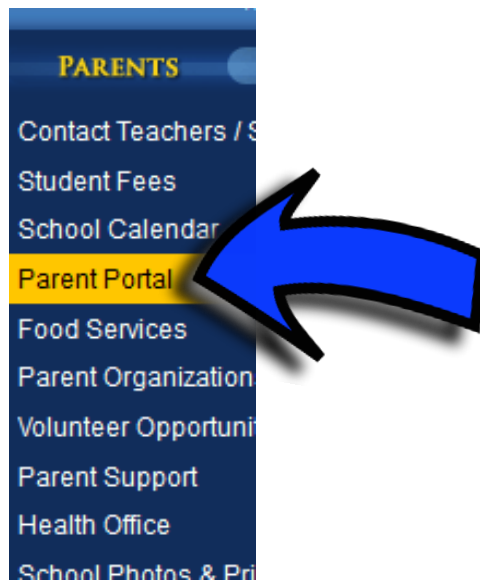 PARENTS
Contact Teachers / S
Student Fees
School Calendar
Parent Portal
Food Services
Parent Organization
Volunteer Opportuni
Parent Support
Health Office
School Photos & Pri